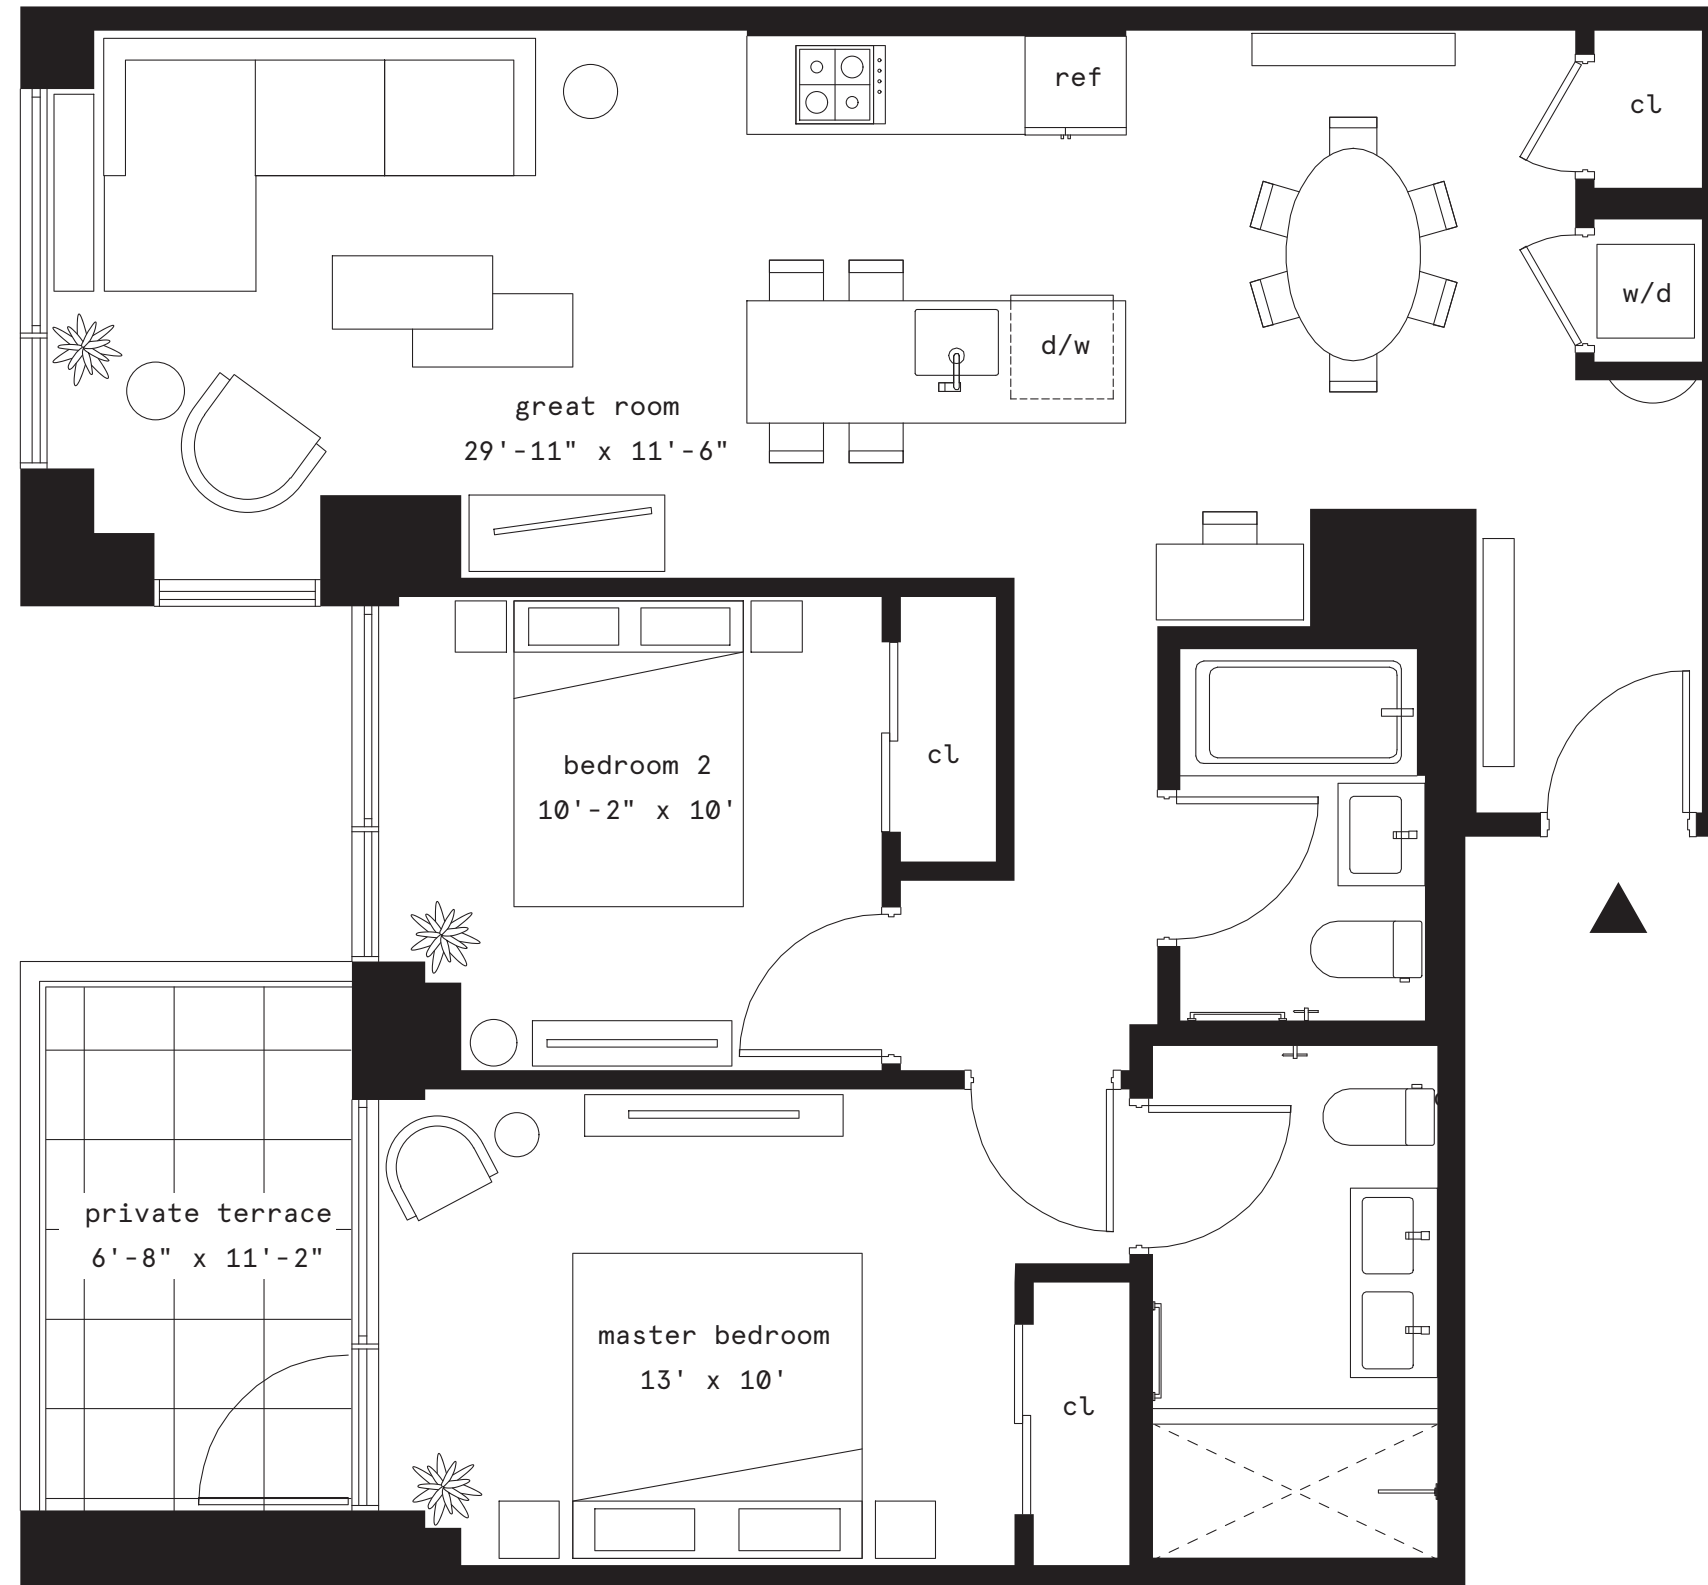 ref
cl
w/d
d/w
great room
29'-11" x 11'-6"
bedroom 2
10'-2" x 10'
cl
private terrace
6'-8" x 11'-2"
master bedroom
13' x 10'
cl